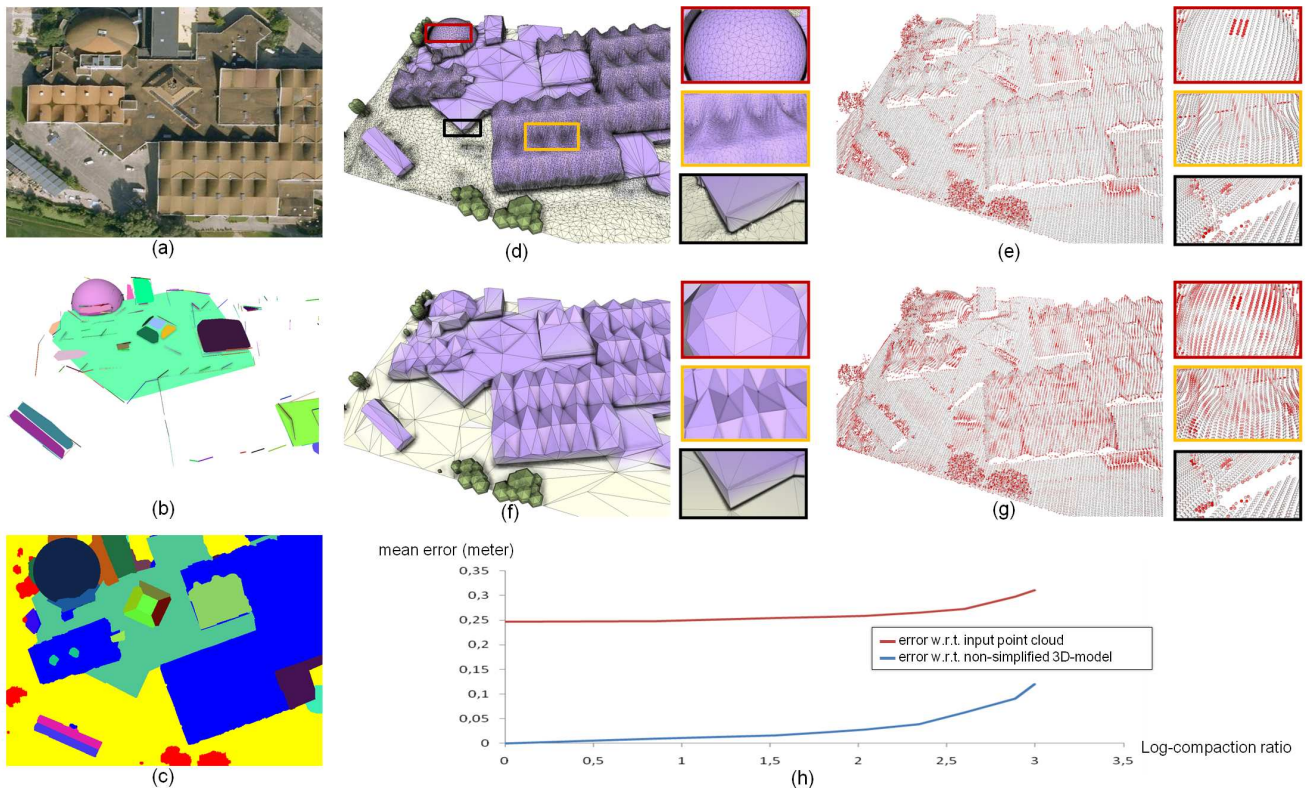 (a)
(d)
(e)
(b)
(f)
(g)
(c)
mean error (meter)
0,35
0,3
0,25
0,2
0,15
0,1
0,05
0
error w.r.t. input point cloud
error w.r.t. non-simplified 3D-model
0
0,5
1
1,5
2
2,5
3
3,5
Log-compaction ratio
(h)